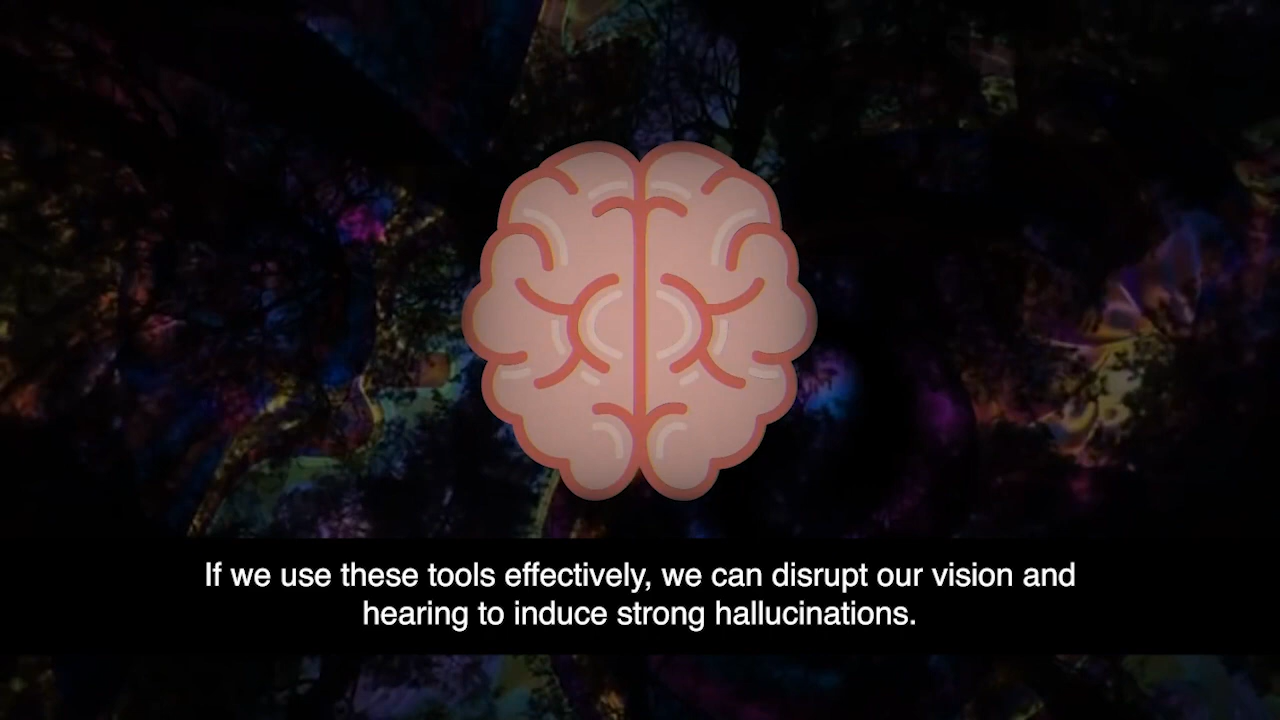 If we use these tools effectively, we can disrupt our vision and
hearing to induce strong hallucinations.